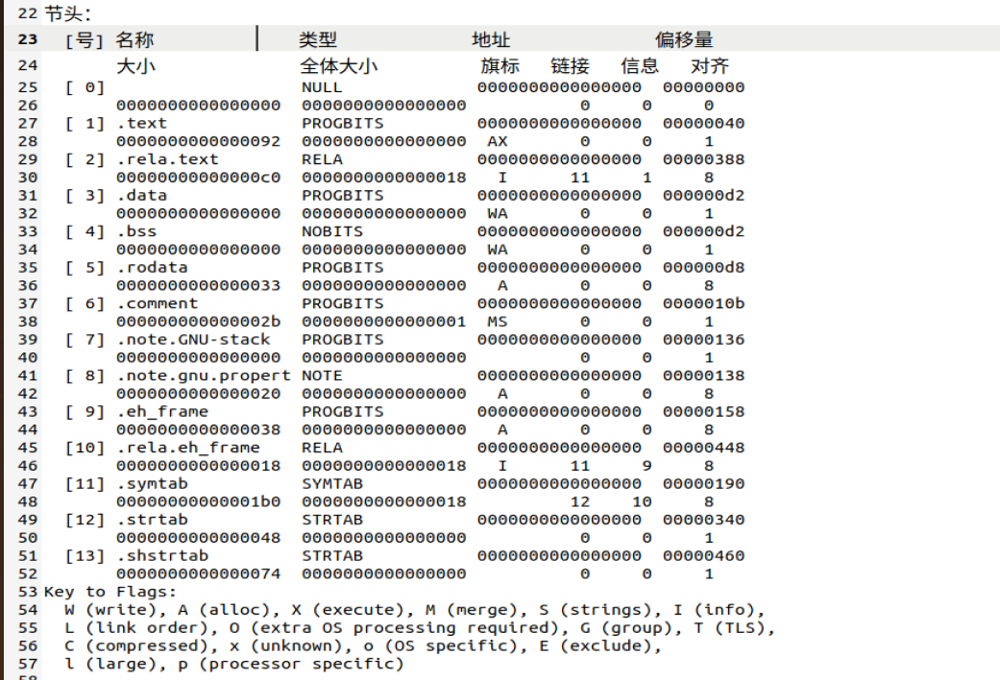 22 节头：
23 [号] 名称 类型 地址 偏移量
24 大小 全体大小 旗标 链接 信息 对齐
25 [ 0] NULL 0000000000000000 00000000
26 0000000000000000 0000000000000000 0 0 0
27 [ 1] .text PROGBITS 0000000000000000 00000040
28 0000000000000092 0000000000000000 AX 0 0 1
29 [ 2] .rela.text RELA 0000000000000000 00000388
30 00000000000000c0 0000000000000018 I 11 1 8
31 [ 3] .data PROGBITS 0000000000000000 000000d2
32 0000000000000000 0000000000000000 WA 0 0 1
33 [ 4] .bss NOBITS 0000000000000000 000000d2
34 0000000000000000 0000000000000000 WA 0 0 1
35 [ 5] .rodata PROGBITS 0000000000000000 000000d8
36 0000000000000033 0000000000000000 A 0 0 8
37 [ 6] .comment PROGBITS 0000000000000000 0000010b
38 000000000000002b 0000000000000001 MS 0 0 1
39 [ 7] .note.GNU-stack PROGBITS 0000000000000000 00000136
40 0000000000000000 0000000000000000 0 0 1
41 [ 8] .note.gnu.propert NOTE 0000000000000000 00000138
42 0000000000000020 0000000000000000 A 0 0 8
43 [ 9] .eh_frame PROGBITS 0000000000000000 00000158
44 0000000000000038 0000000000000000 A 0 0 8
45 [10] .rela.eh_frame RELA 0000000000000000 00000448
46 0000000000000018 0000000000000018 I 11 9 8
47 [11] .symtab SYMTAB 0000000000000000 00000190
48 00000000000001b0 0000000000000018 12 10 8
49 [12] .strtab STRTAB 0000000000000000 00000340
50 0000000000000048 0000000000000000 0 0 1
51 [13] .shstrtab STRTAB 0000000000000000 00000460
52 0000000000000074 0000000000000000 0 0 1
53 Key to Flags:
54 W (write), A (alloc), X (execute), M (merge), S (strings), I (info),
55 L (link order), O (extra OS processing required), G (group), T (TLS),
56 C (compressed), x (unknown), o (OS specific), E (exclude),
57 l (large), p (processor specific)
58